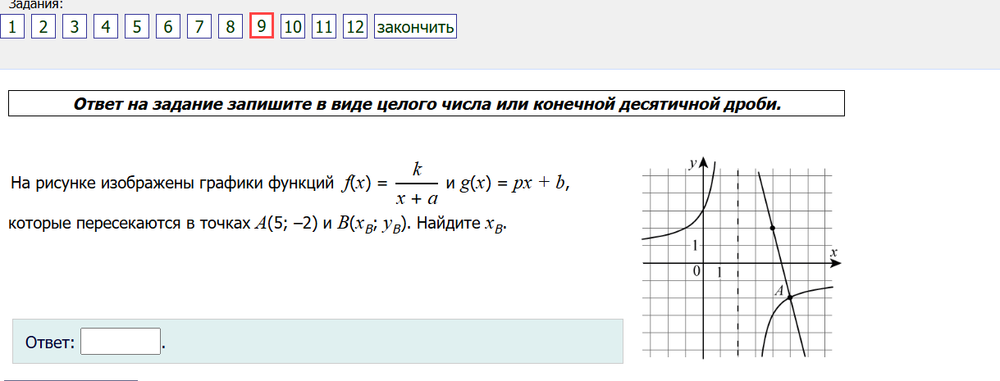 Задания:
1 2 3 4 5 6 7 8 9 10 11 12 закончить
Ответ на задание запишите в виде целого числа или конечной десятичной дроби.
На рисунке изображены графики функций f(x) = k / (x + a) и g(x) = px + b,
которые пересекаются в точках A(5; –2) и B(x_B; y_B). Найдите x_B.
y
1
x
0 1
A
Ответ: .